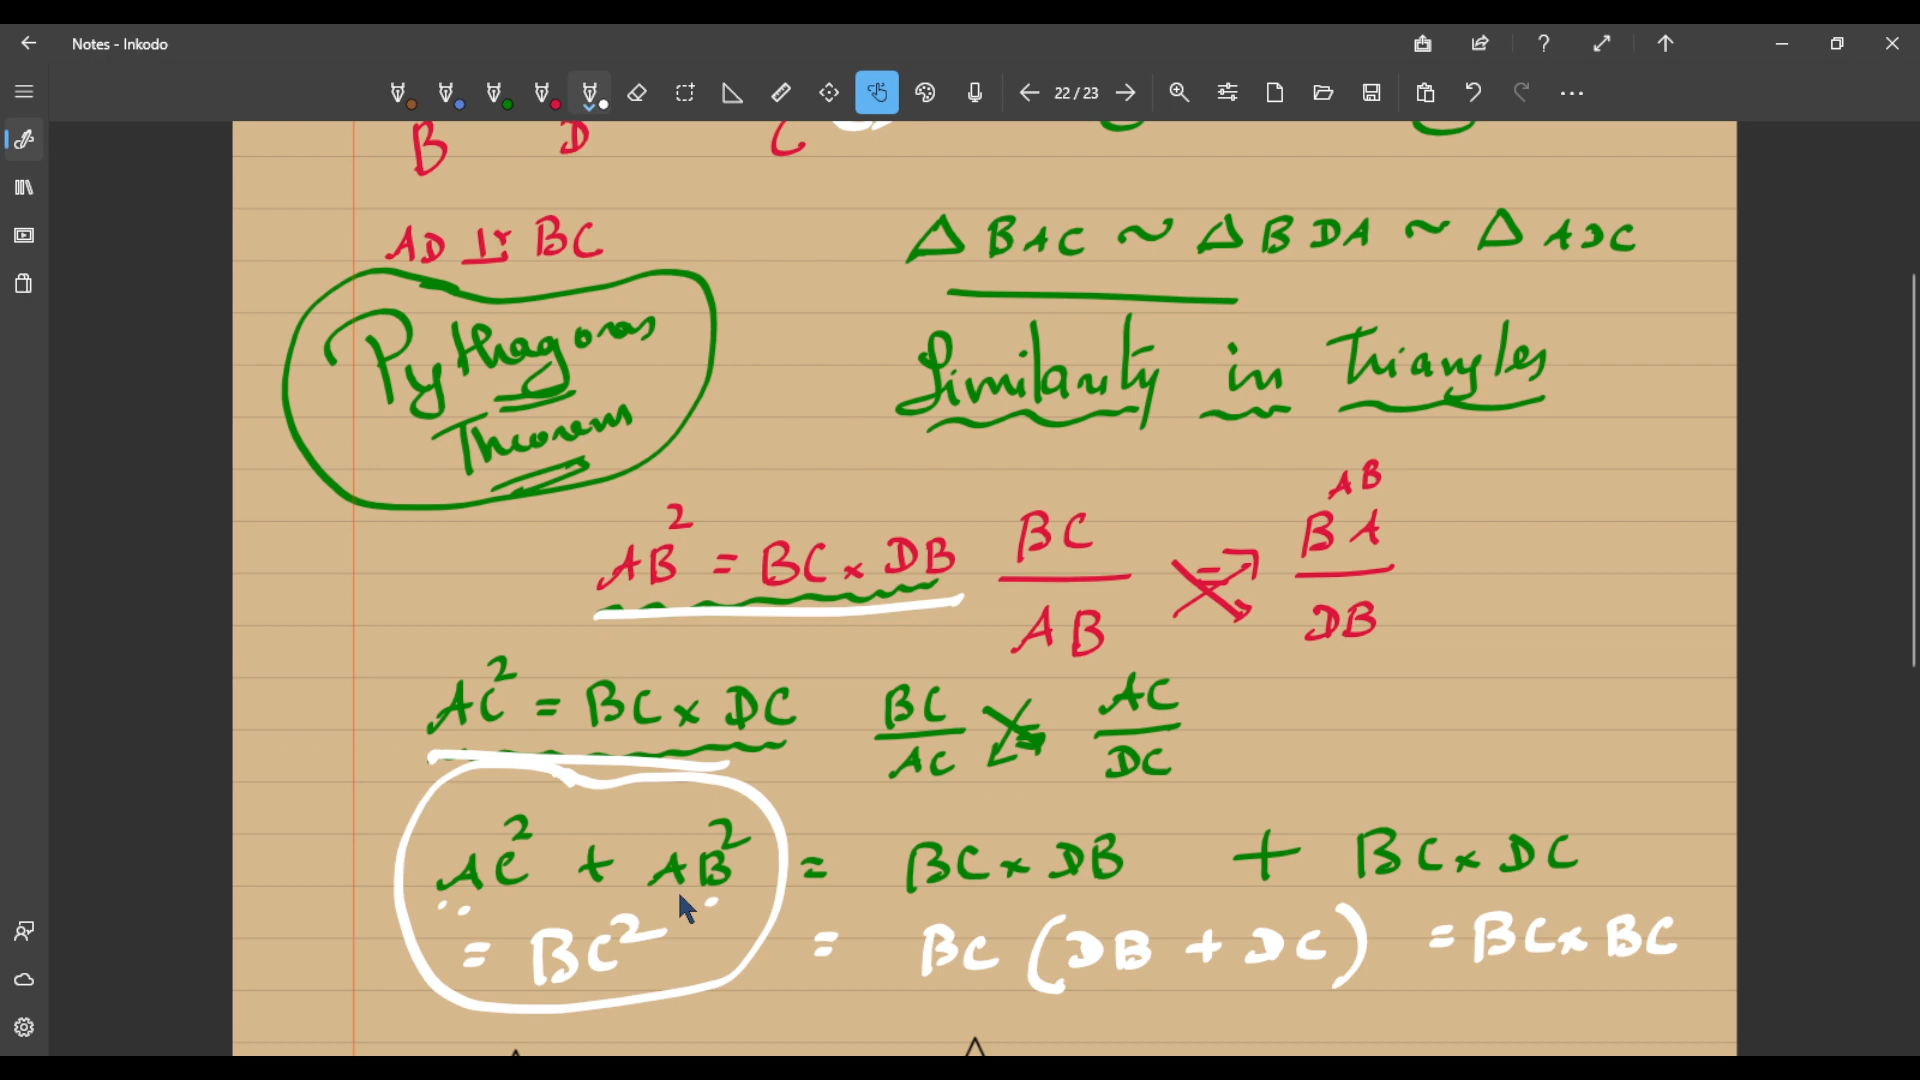 Notes - Inkodo
22 / 23
B D C
AD ⊥r BC
△ BAC ~ △ BDA ~ △ ADC
Pythagoras
Theorem
Similarity in Triangles
AB² = BC × DB
BC / AB = BA / DB
AB
AC² = BC × DC
BC / AC = AC / DC
AC² + AB² = BC × DB + BC × DC
= BC² = BC (DB + DC) = BC × BC